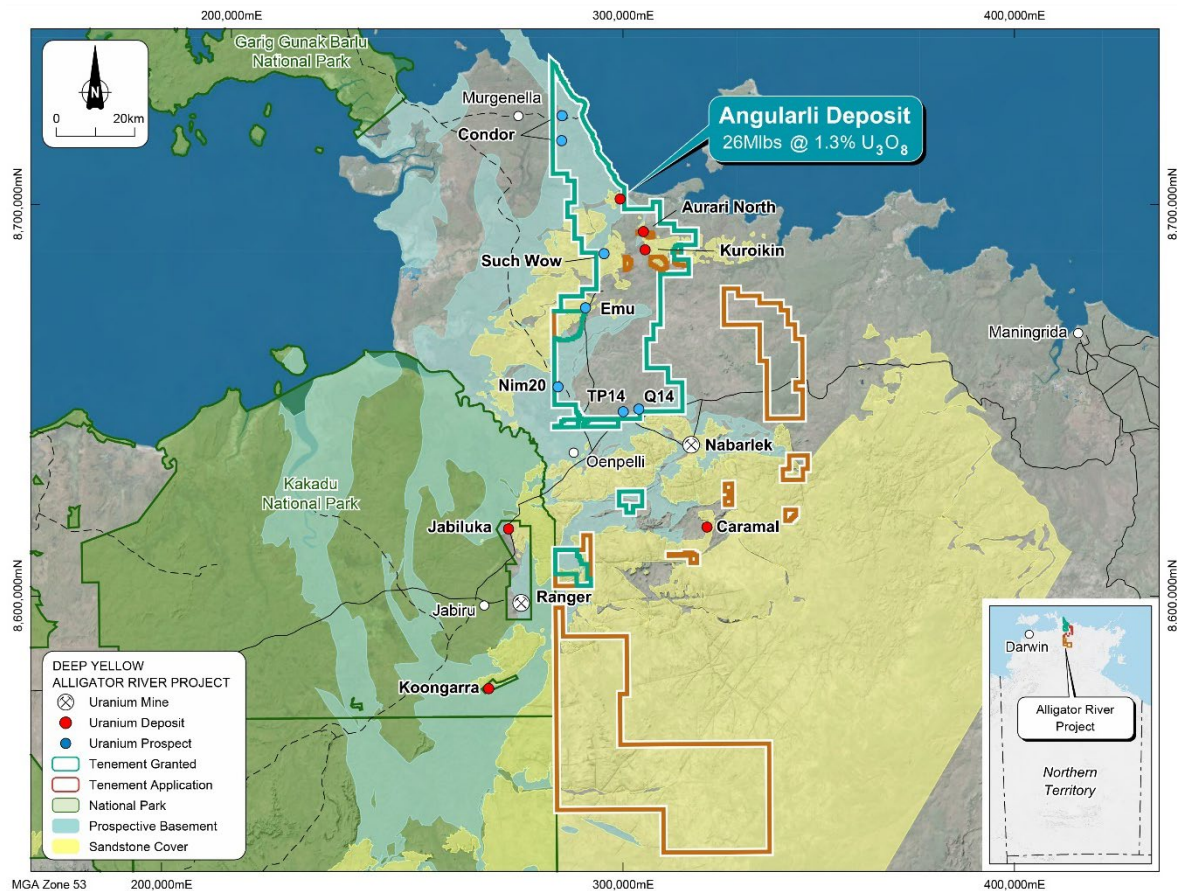 200,000mE
300,000mE
400,000mE
Garig Gunak Barlu
National Park
N
0
20km
Murgenella
Condor
Angularli Deposit
26Mlbs @ 1.3% U₃O₈
8,700,000mN
8,700,000mN
Aurari North
Kuroikin
Such Wow
Emu
Maningrida
Nim20
TP14
Q14
Nabarlek
Oenpelli
Kakadu
National Park
Jabiluka
Caramal
8,600,000mN
8,600,000mN
Ranger
Jabiru
Koongarra
DEEP YELLOW
ALLIGATOR RIVER PROJECT
Uranium Mine
Uranium Deposit
Uranium Prospect
Tenement Granted
Tenement Application
National Park
Prospective Basement
Sandstone Cover
Darwin
Alligator River
Project
Northern
Territory
MGA Zone 53
200,000mE
300,000mE
400,000mE